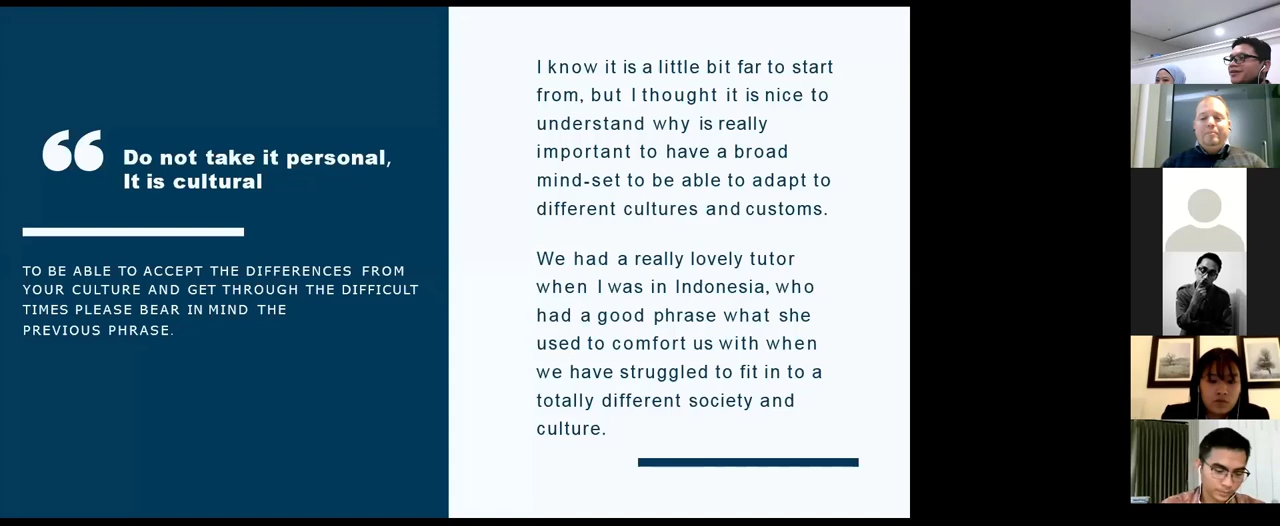 Do not take it personal,
It is cultural
TO BE ABLE TO ACCEPT THE DIFFERENCES FROM
YOUR CULTURE AND GET THROUGH THE DIFFICULT
TIMES PLEASE BEAR IN MIND THE
PREVIOUS PHRASE.
I know it is a little bit far to start
from, but I thought it is nice to
understand why is really
important to have a broad
mind-set to be able to adapt to
different cultures and customs.
We had a really lovely tutor
when I was in Indonesia, who
had a good phrase what she
used to comfort us with when
we have struggled to fit in to a
totally different society and
culture.